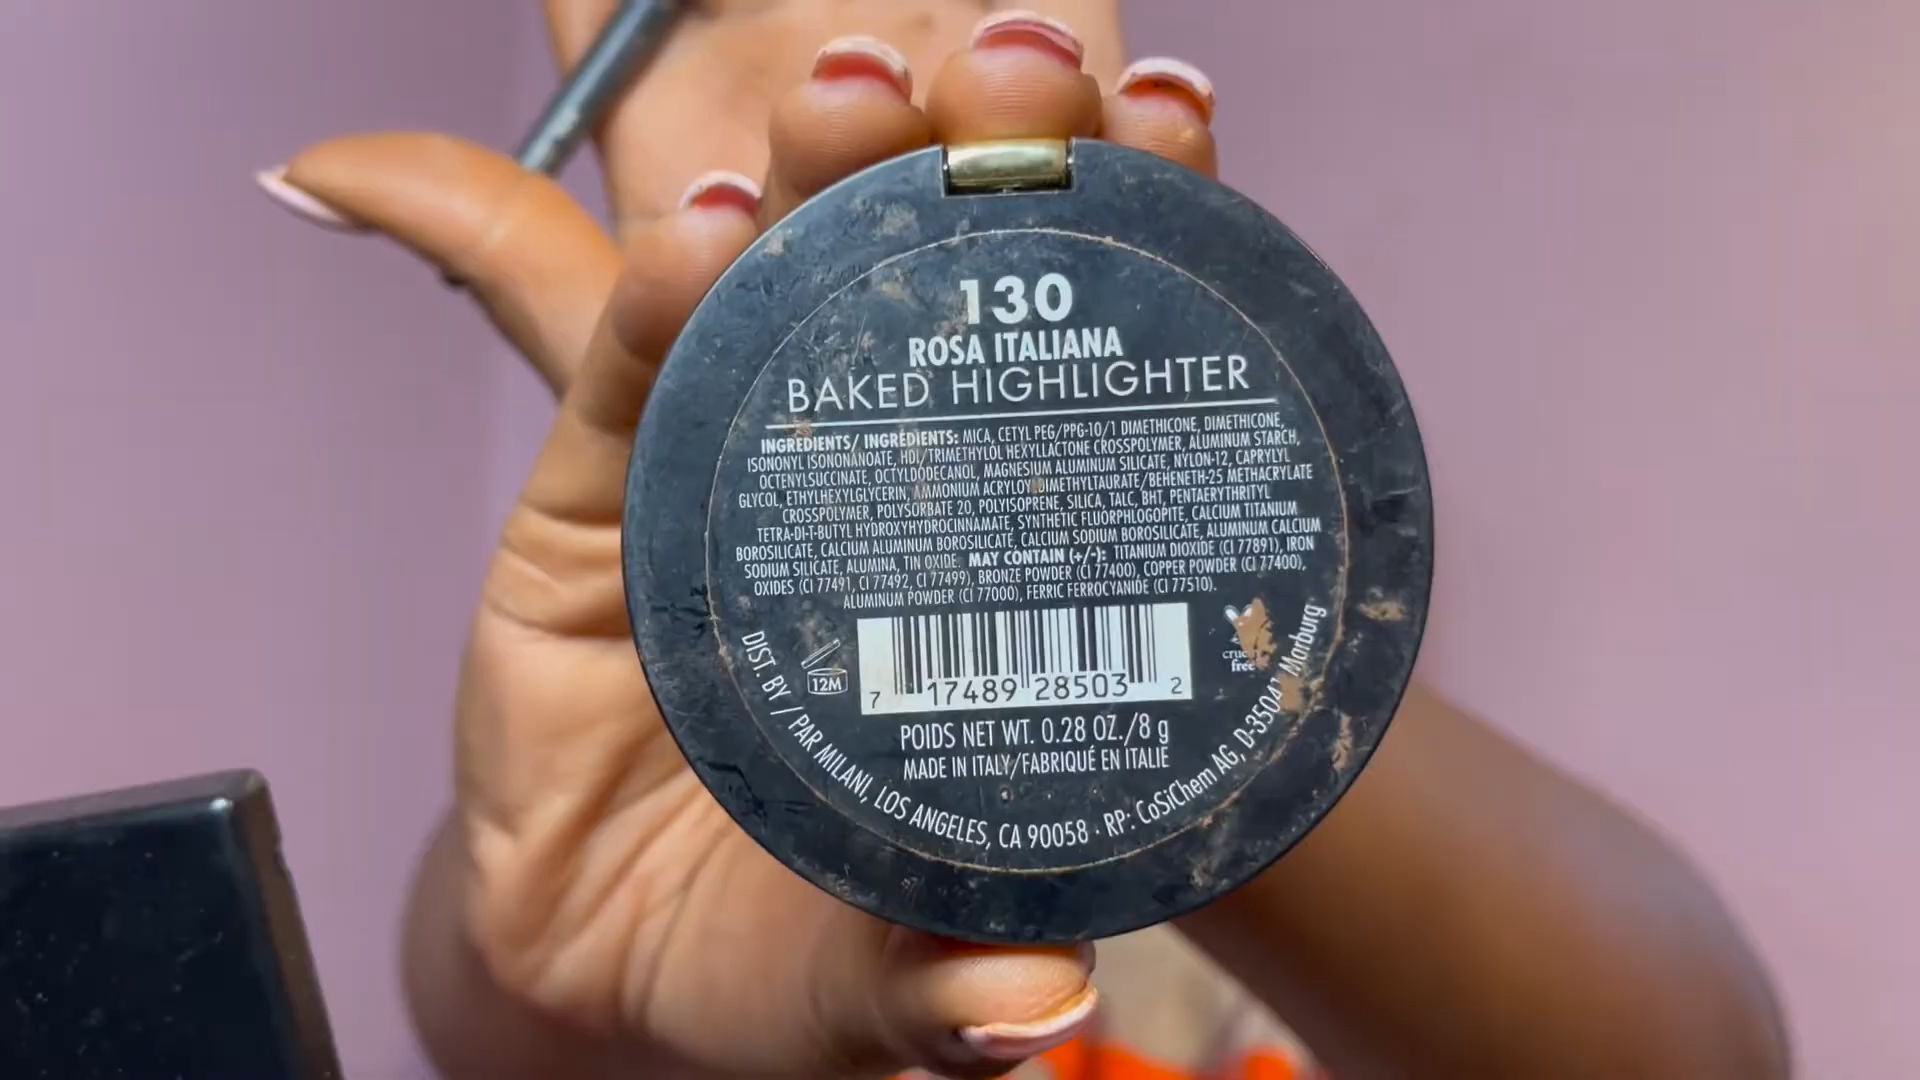 130
ROSA ITALIANA
BAKED HIGHLIGHTER
INGREDIENTS/ INGRÉDIENTS: MICA, CETYL PEG/PPG-10/1 DIMETHICONE, DIMETHICONE,
ISONONYL ISONONANOATE, HDI/TRIMETHYLOL HEXYLLACTONE CROSSPOLYMER, ALUMINUM STARCH,
OCTENYLSUCCINATE, OCTYLDODECANOL, MAGNESIUM ALUMINUM SILICATE, NYLON-12, CAPRYLYL
GLYCOL, ETHYLHEXYLGLYCERIN, AMMONIUM ACRYLOYLDIMETHYLTAURATE/BEHENETH-25 METHACRYLATE
CROSSPOLYMER, POLYSORBATE 20, POLYISOPRENE, SILICA, TALC, BHT, PENTAERYTHRITYL
TETRA-DI-T-BUTYL HYDROXYHYDROCINNAMATE, SYNTHETIC FLUORPHLOGOPITE, CALCIUM TITANIUM
BOROSILICATE, CALCIUM ALUMINUM BOROSILICATE, CALCIUM SODIUM BOROSILICATE, ALUMINUM CALCIUM
SODIUM SILICATE, ALUMINA, TIN OXIDE. MAY CONTAIN (+/-): TITANIUM DIOXIDE (CI 77891), IRON
OXIDES (CI 77491, CI 77492, CI 77499), BRONZE POWDER (CI 77400), COPPER POWDER (CI 77400),
ALUMINUM POWDER (CI 77000), FERRIC FERROCYANIDE (CI 77510).
12M
7 17489 28503 2
free
POIDS NET WT. 0.28 OZ./8 g
MADE IN ITALY/FABRIQUÉ EN ITALIE
DIST. BY / PAR MILANI, LOS ANGELES, CA 90058 · RP: CoSiChem AG, Marburg